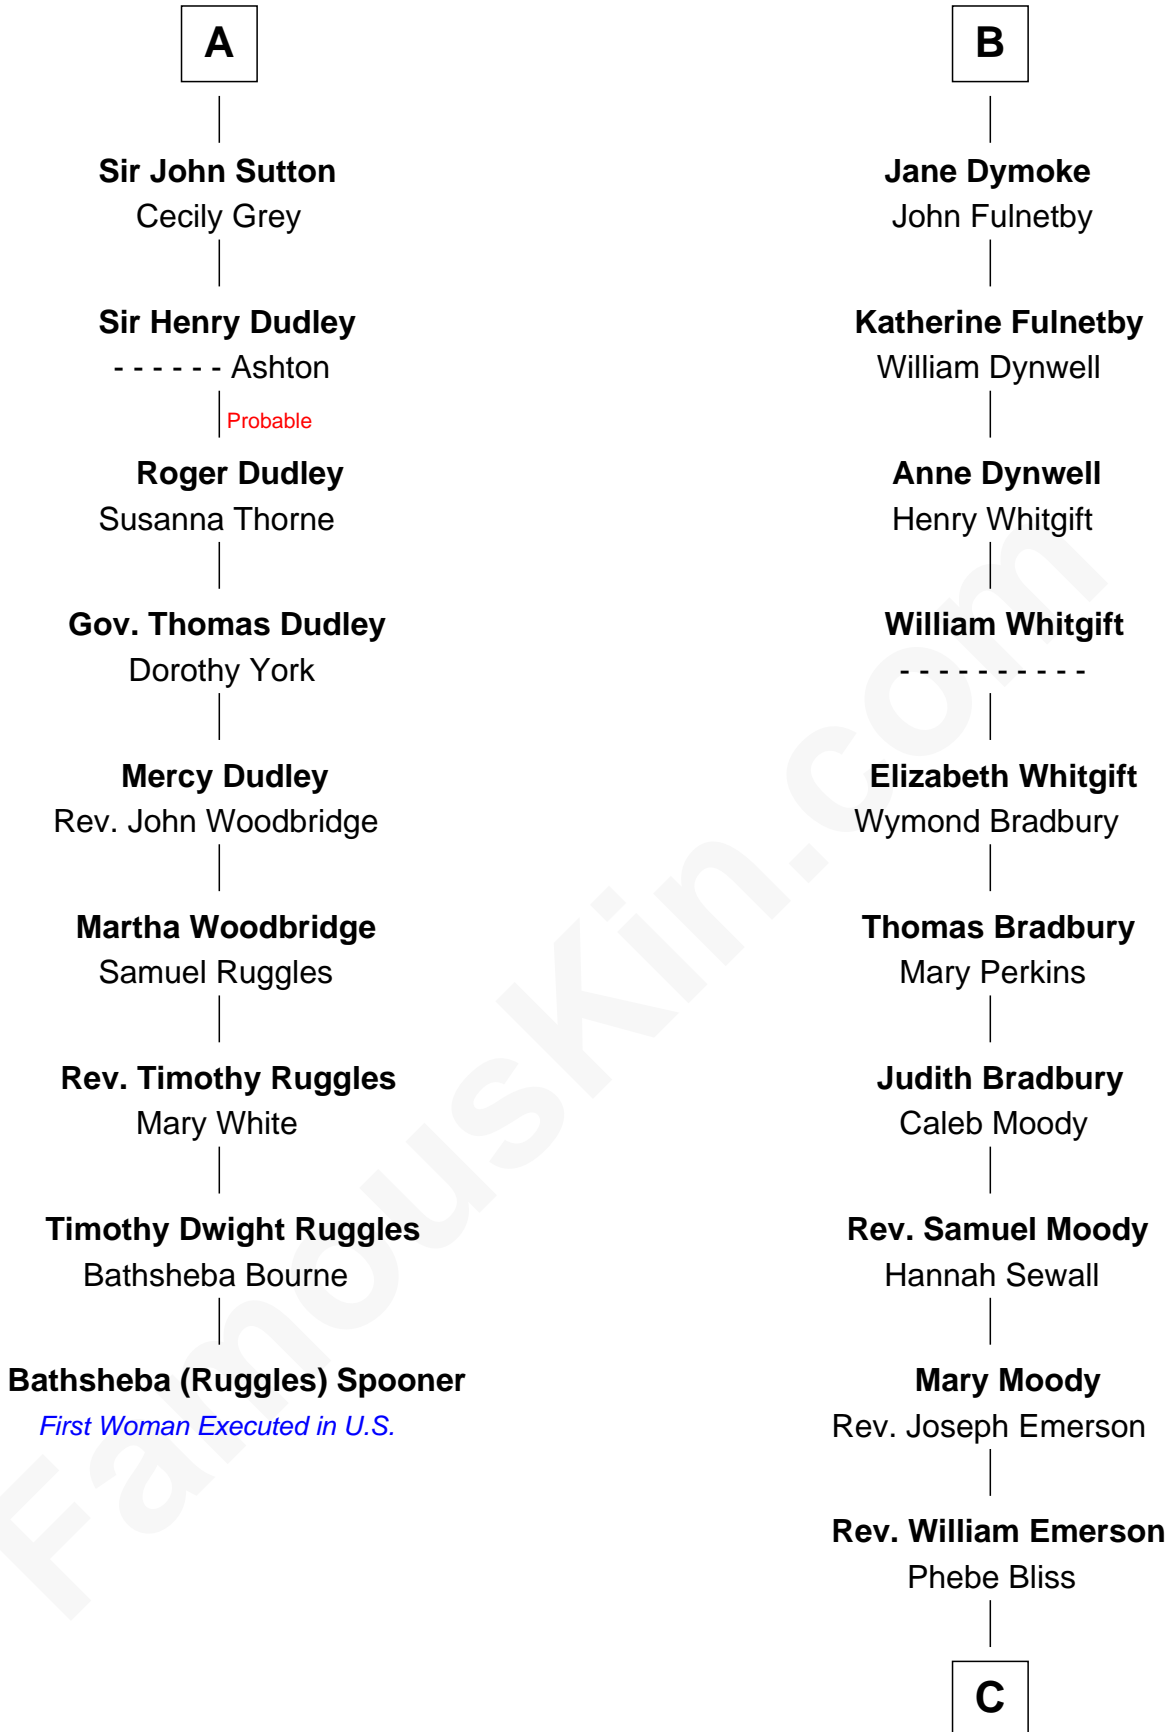 A
Sir John Sutton
Cecily Grey
Sir Henry Dudley
- - - - - - Ashton
Probable
Roger Dudley
Susanna Thorne
Gov. Thomas Dudley
Dorothy York
Mercy Dudley
Rev. John Woodbridge
Martha Woodbridge
Samuel Ruggles
Rev. Timothy Ruggles
Mary White
Timothy Dwight Ruggles
Bathsheba Bourne
Bathsheba (Ruggles) Spooner
First Woman Executed in U.S.
B
Jane Dymoke
John Fulnetby
Katherine Fulnetby
William Dynwell
Anne Dynwell
Henry Whitgift
William Whitgift
- - - - - - - - - -
Elizabeth Whitgift
Wymond Bradbury
Thomas Bradbury
Mary Perkins
Judith Bradbury
Caleb Moody
Rev. Samuel Moody
Hannah Sewall
Mary Moody
Rev. Joseph Emerson
Rev. William Emerson
Phebe Bliss
C
FamousKin.com